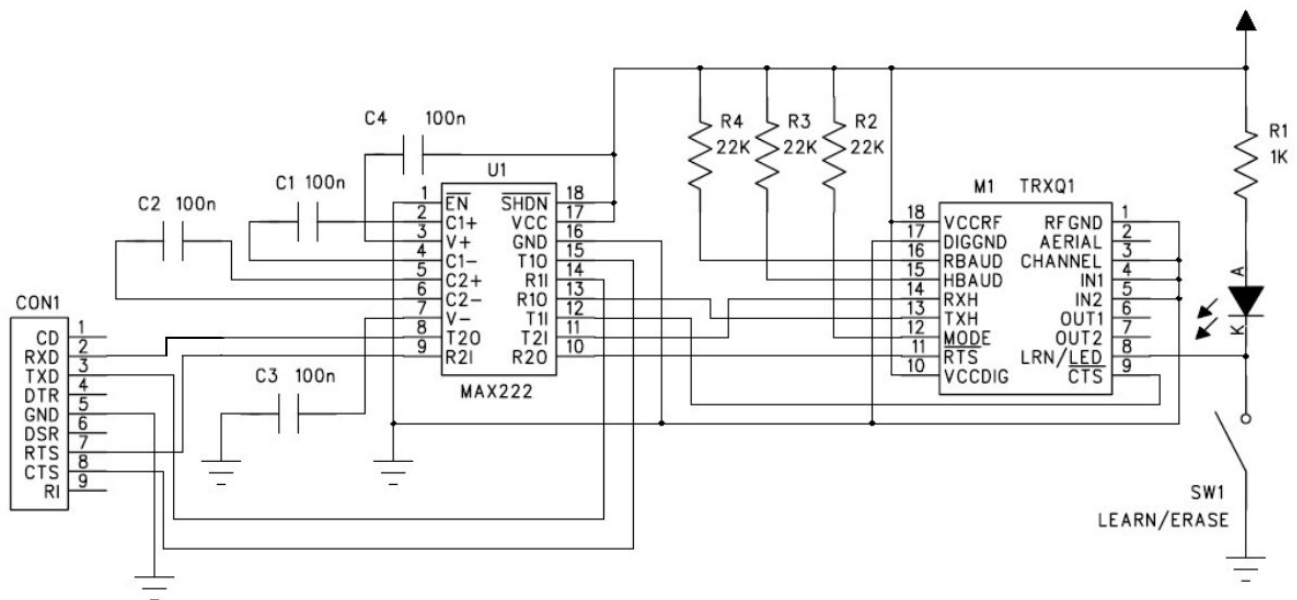 C4 100n
C1 100n
C2 100n
C3 100n
R4
22K
R3
22K
R2
22K
R1
1K
U1
1 EN
2 C1+
3 V+
4 C1-
5 C2+
6 C2-
7 V-
8 T2O
9 R2I
SHDN 18
VCC 17
GND 16
T1O 15
R1I 14
R1O 13
T1I 12
T2I 11
R2O 10
MAX222
M1 TRXQ1
18 VCCRF
17 DIGGND
16 RBAUD
15 HBAUD
14 RXH
13 TXH
12 MODE
11 RTS
10 VCCDIG
RFGND 1
AERIAL 2
CHANNEL 3
IN1 4
IN2 5
OUT1 6
OUT2 7
LRN/LED 8
CTS 9
A
K
CON1
CD 1
RXD 2
TXD 3
DTR 4
GND 5
DSR 6
RTS 7
CTS 8
RI 9
SW1
LEARN/ERASE